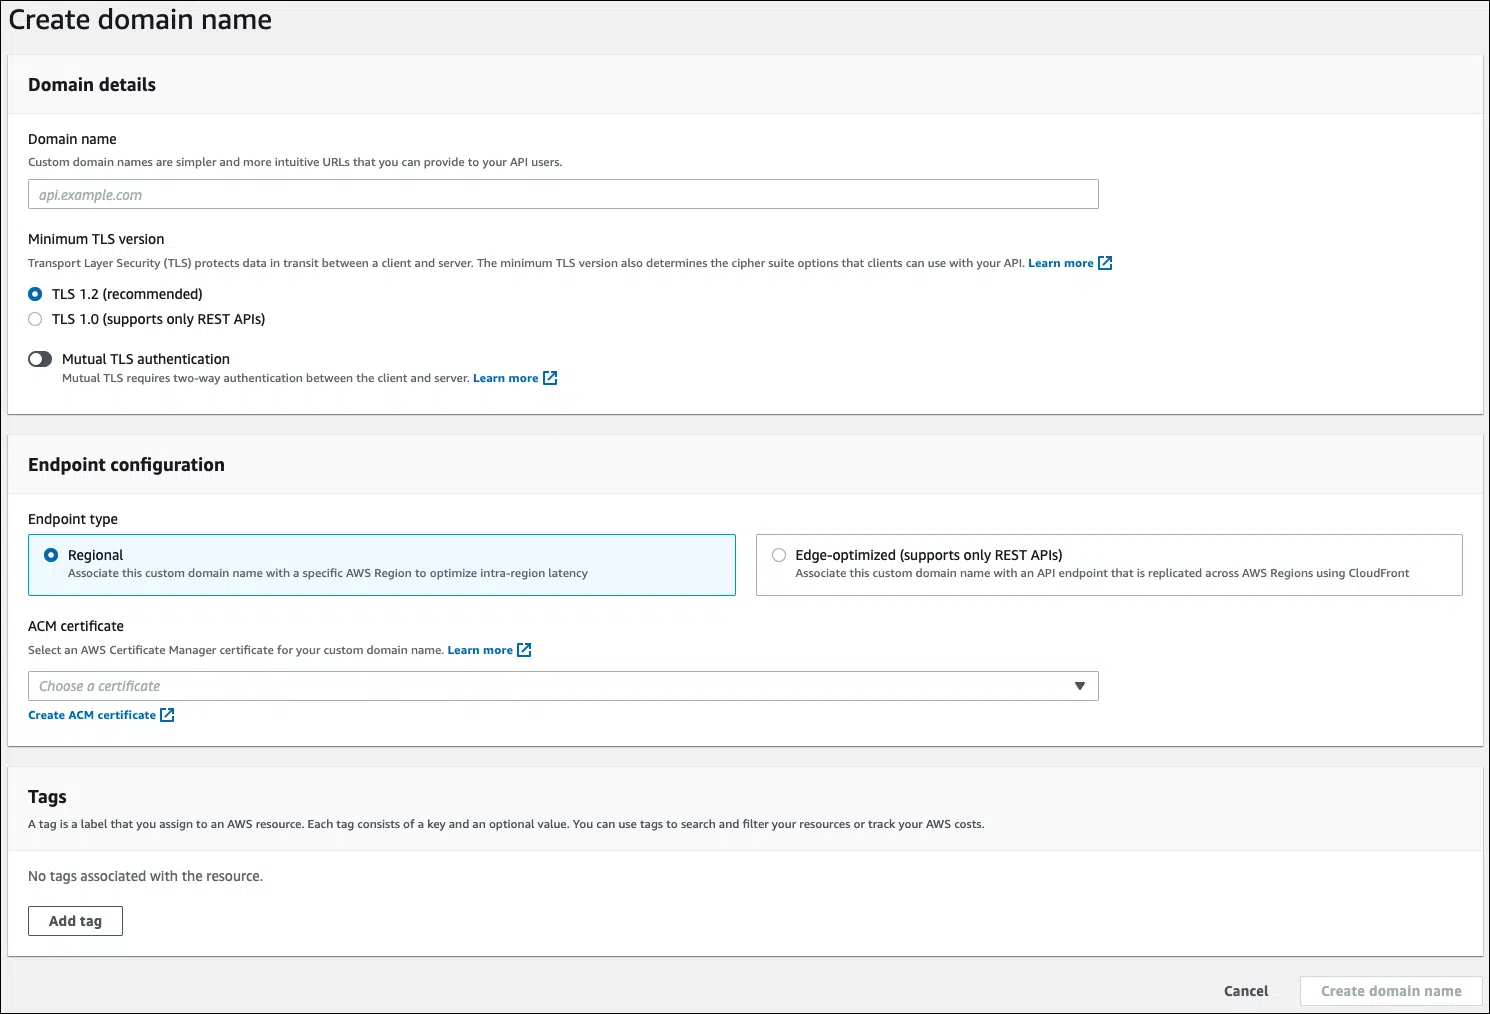 Create domain name
Domain details
Domain name
Custom domain names are simpler and more intuitive URLs that you can provide to your API users.
api.example.com
Minimum TLS version
Transport Layer Security (TLS) protects data in transit between a client and server. The minimum TLS version also determines the cipher suite options that clients can use with your API. Learn more
TLS 1.2 (recommended)
TLS 1.0 (supports only REST APIs)
Mutual TLS authentication
Mutual TLS requires two-way authentication between the client and server. Learn more
Endpoint configuration
Endpoint type
Regional
Associate this custom domain name with a specific AWS Region to optimize intra-region latency
Edge-optimized (supports only REST APIs)
Associate this custom domain name with an API endpoint that is replicated across AWS Regions using CloudFront
ACM certificate
Select an AWS Certificate Manager certificate for your custom domain name. Learn more
Choose a certificate
Create ACM certificate
Tags
A tag is a label that you assign to an AWS resource. Each tag consists of a key and an optional value. You can use tags to search and filter your resources or track your AWS costs.
No tags associated with the resource.
Add tag
Cancel
Create domain name